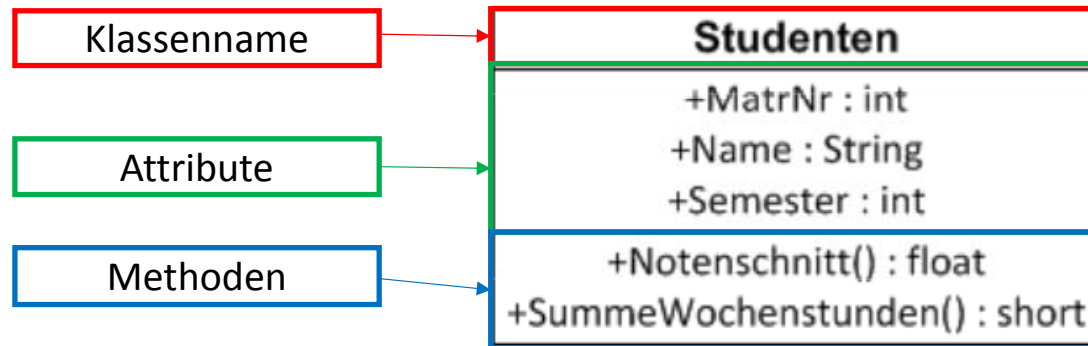 Klassenname
Studenten
Attribute
+MatrNr : int
+Name : String
+Semester : int
Methoden
+Notenschnitt() : float
+SummeWochenstunden() : short